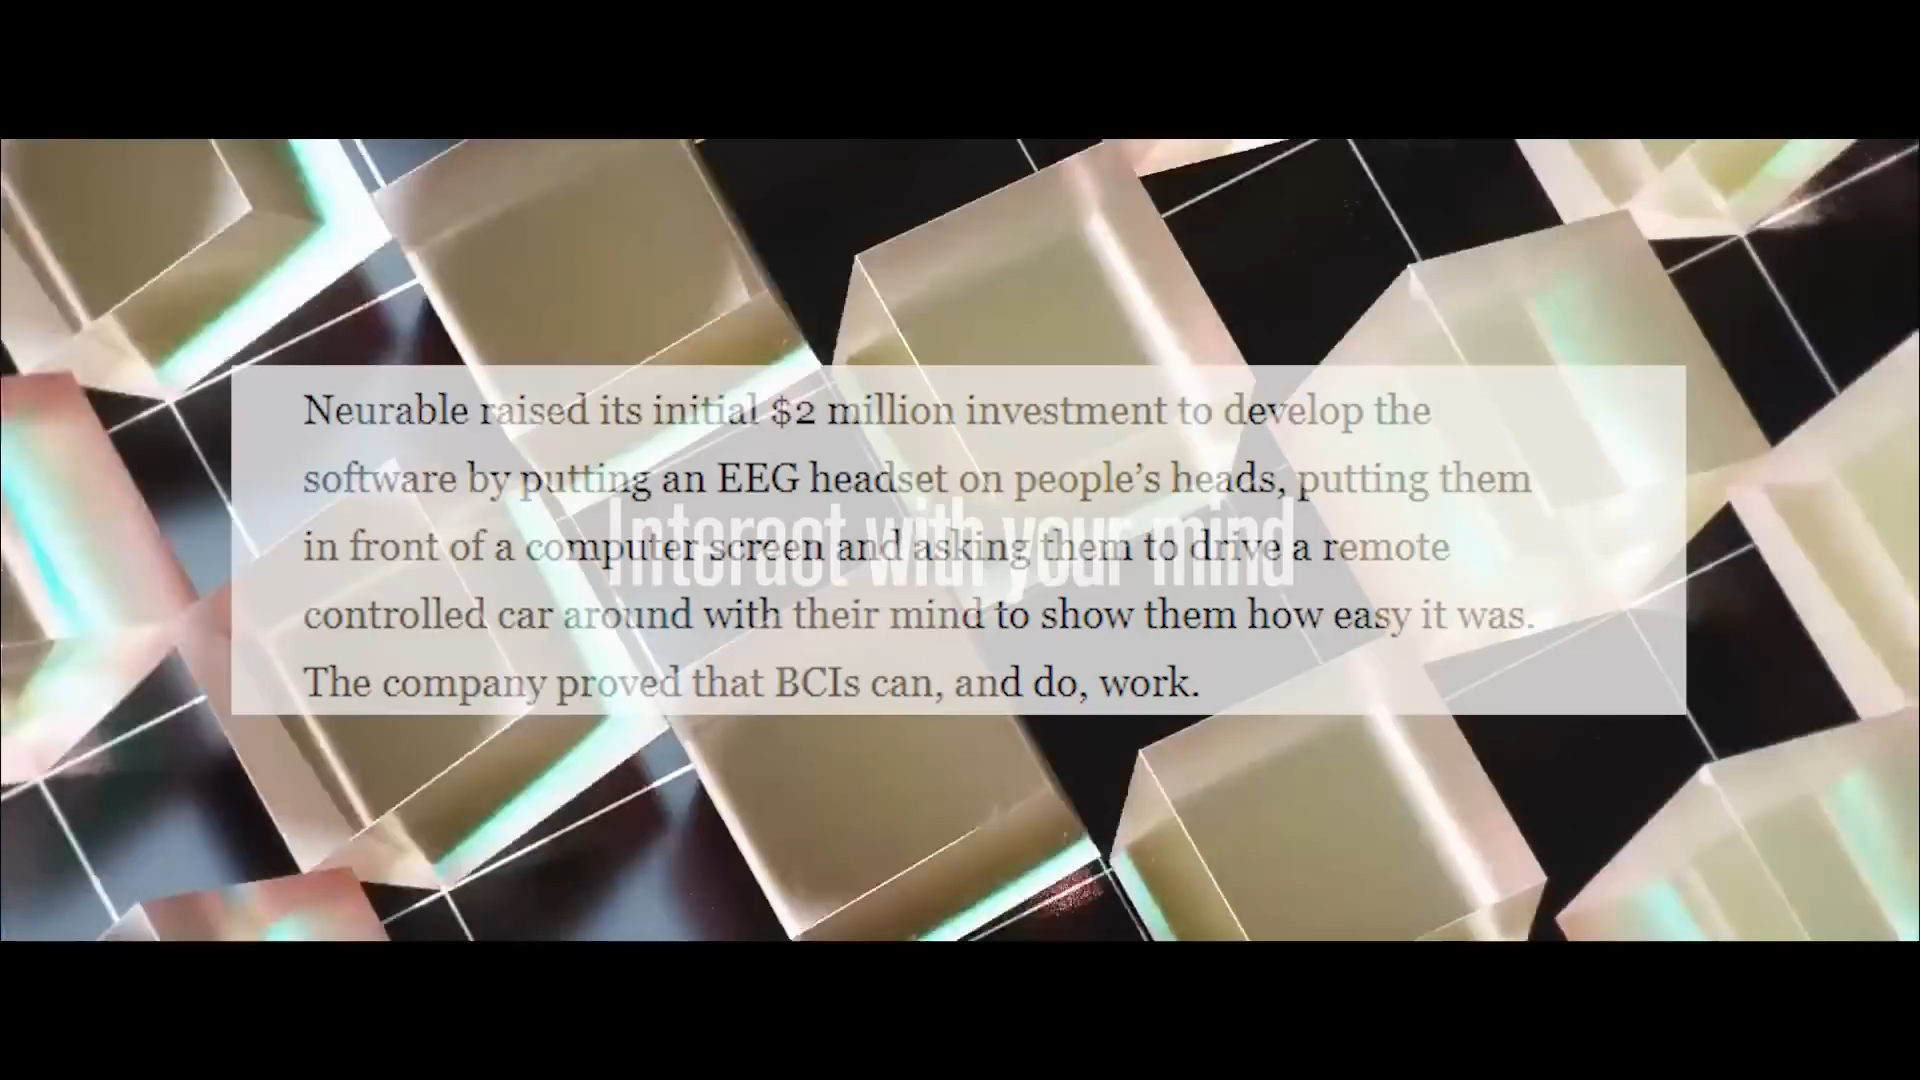 Neurable raised its initial $2 million investment to develop the
software by putting an EEG headset on people’s heads, putting them
Interact with your mind
in front of a computer screen and asking them to drive a remote
controlled car around with their mind to show them how easy it was.
The company proved that BCIs can, and do, work.